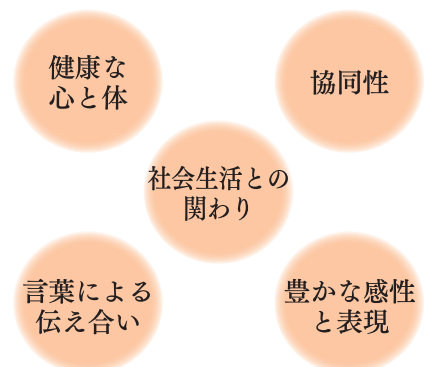 健康な
心と体
協同性
社会生活との
関わり
言葉による
伝え合い
豊かな感性
と表現